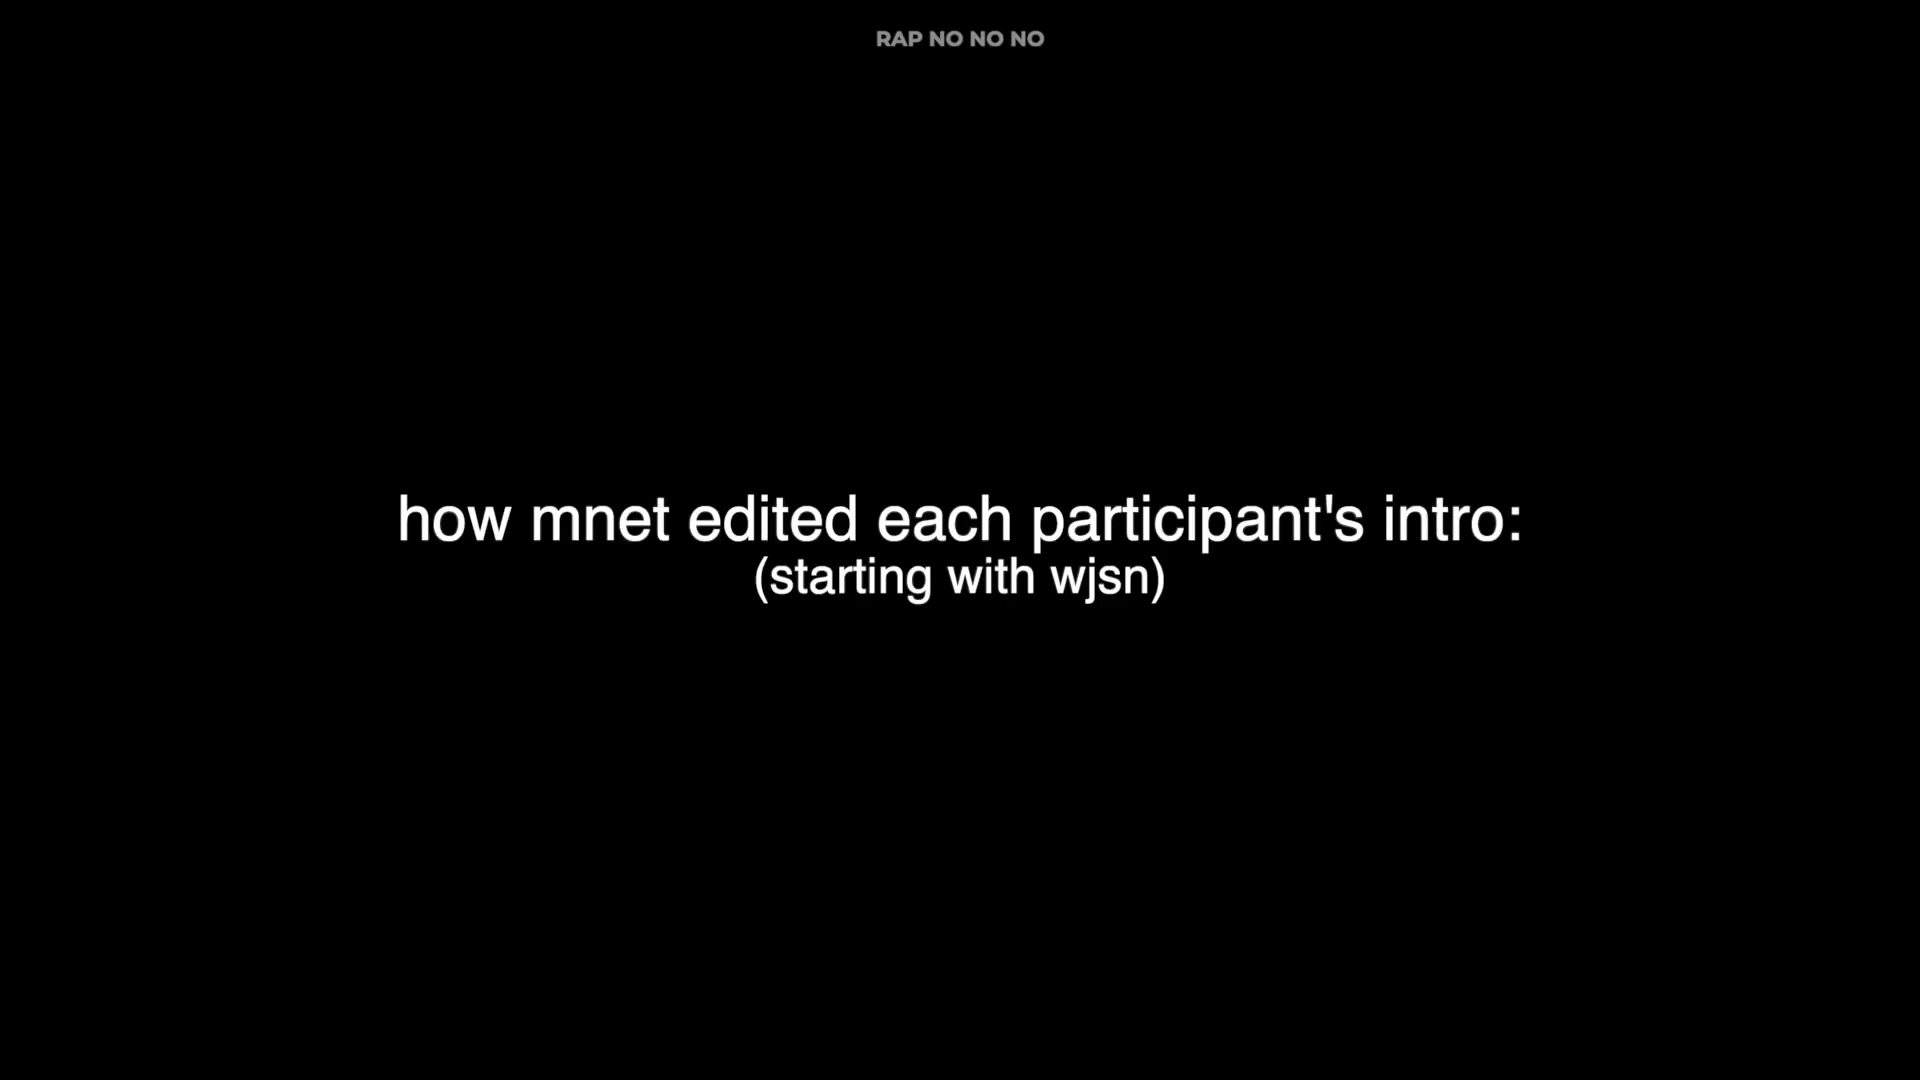 RAP NO NO NO
how mnet edited each participant's intro:
(starting with wjsn)